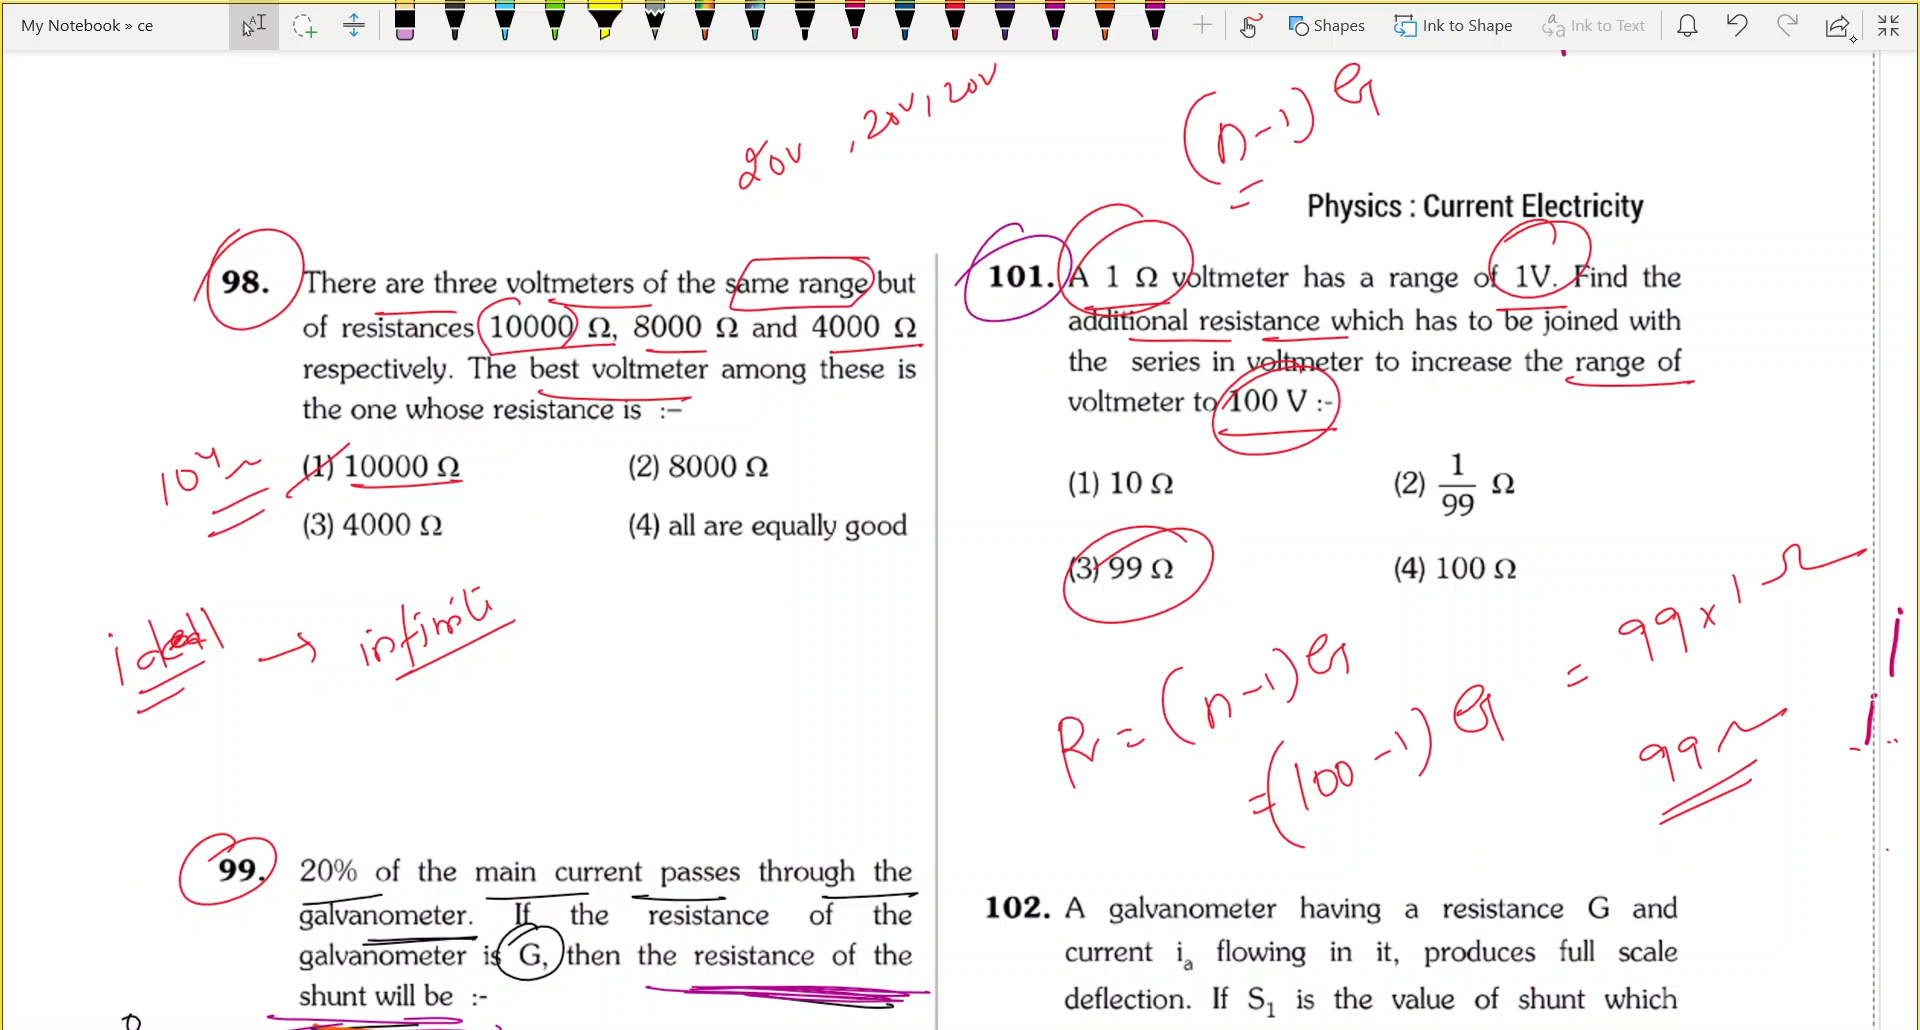 My Notebook » ce
Shapes
Ink to Shape
Ink to Text
20V, 20V, 20V
(n-1) G
Physics : Current Electricity
98. There are three voltmeters of the same range but
of resistances 10000 Ω, 8000 Ω and 4000 Ω
respectively. The best voltmeter among these is
the one whose resistance is :–
(1) 10000 Ω (2) 8000 Ω
(3) 4000 Ω (4) all are equally good
10⁴ Ω
ideal → infinite
99. 20% of the main current passes through the
galvanometer. If the resistance of the
galvanometer is G, then the resistance of the
shunt will be :-
101. A 1 Ω voltmeter has a range of 1V. Find the
additional resistance which has to be joined with
the series in voltmeter to increase the range of
voltmeter to 100 V :-
(1) 10 Ω (2) 1/99 Ω
(3) 99 Ω (4) 100 Ω
R = (n-1) G
= (100-1) G
= 99 x 1 Ω
99 Ω
102. A galvanometer having a resistance G and
current iₐ flowing in it, produces full scale
deflection. If S₁ is the value of shunt which